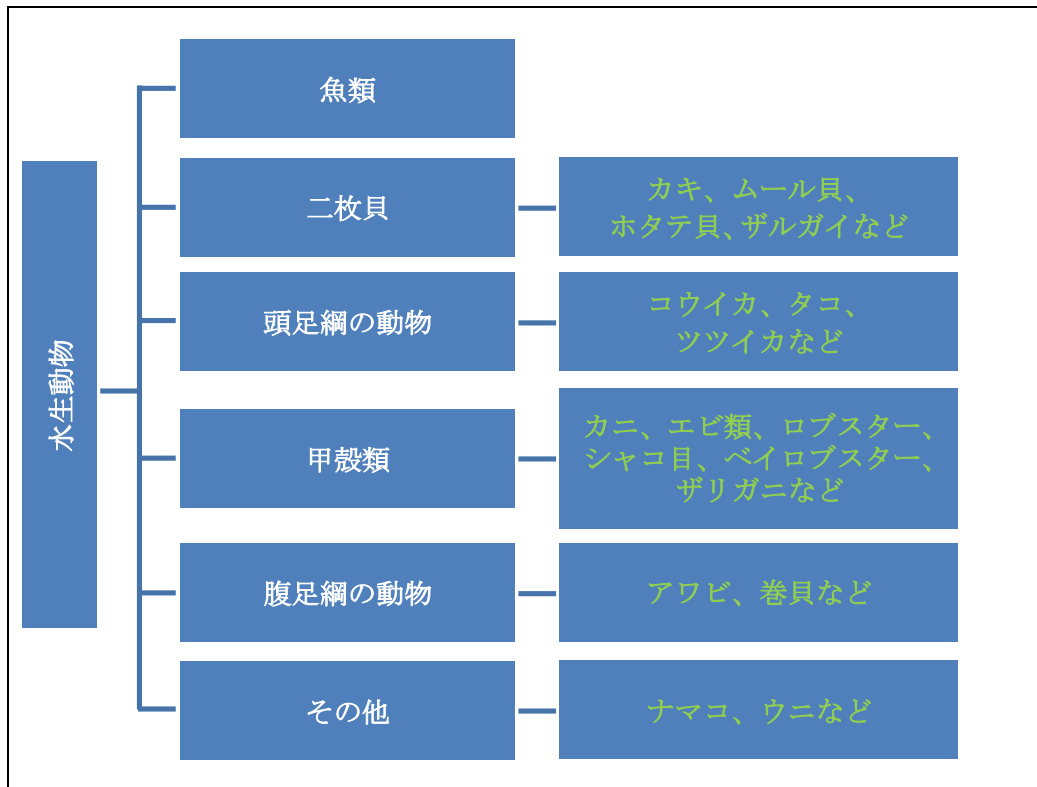 水生動物
魚類
二枚貝
カキ、ムール貝、
ホタテ貝、ザルガイなど
頭足綱の動物
コウイカ、タコ、
ツツイカなど
甲殻類
カニ、エビ類、ロブスター、
シャコ目、ベイロブスター、
ザリガニなど
腹足綱の動物
アワビ、巻貝など
その他
ナマコ、ウニなど